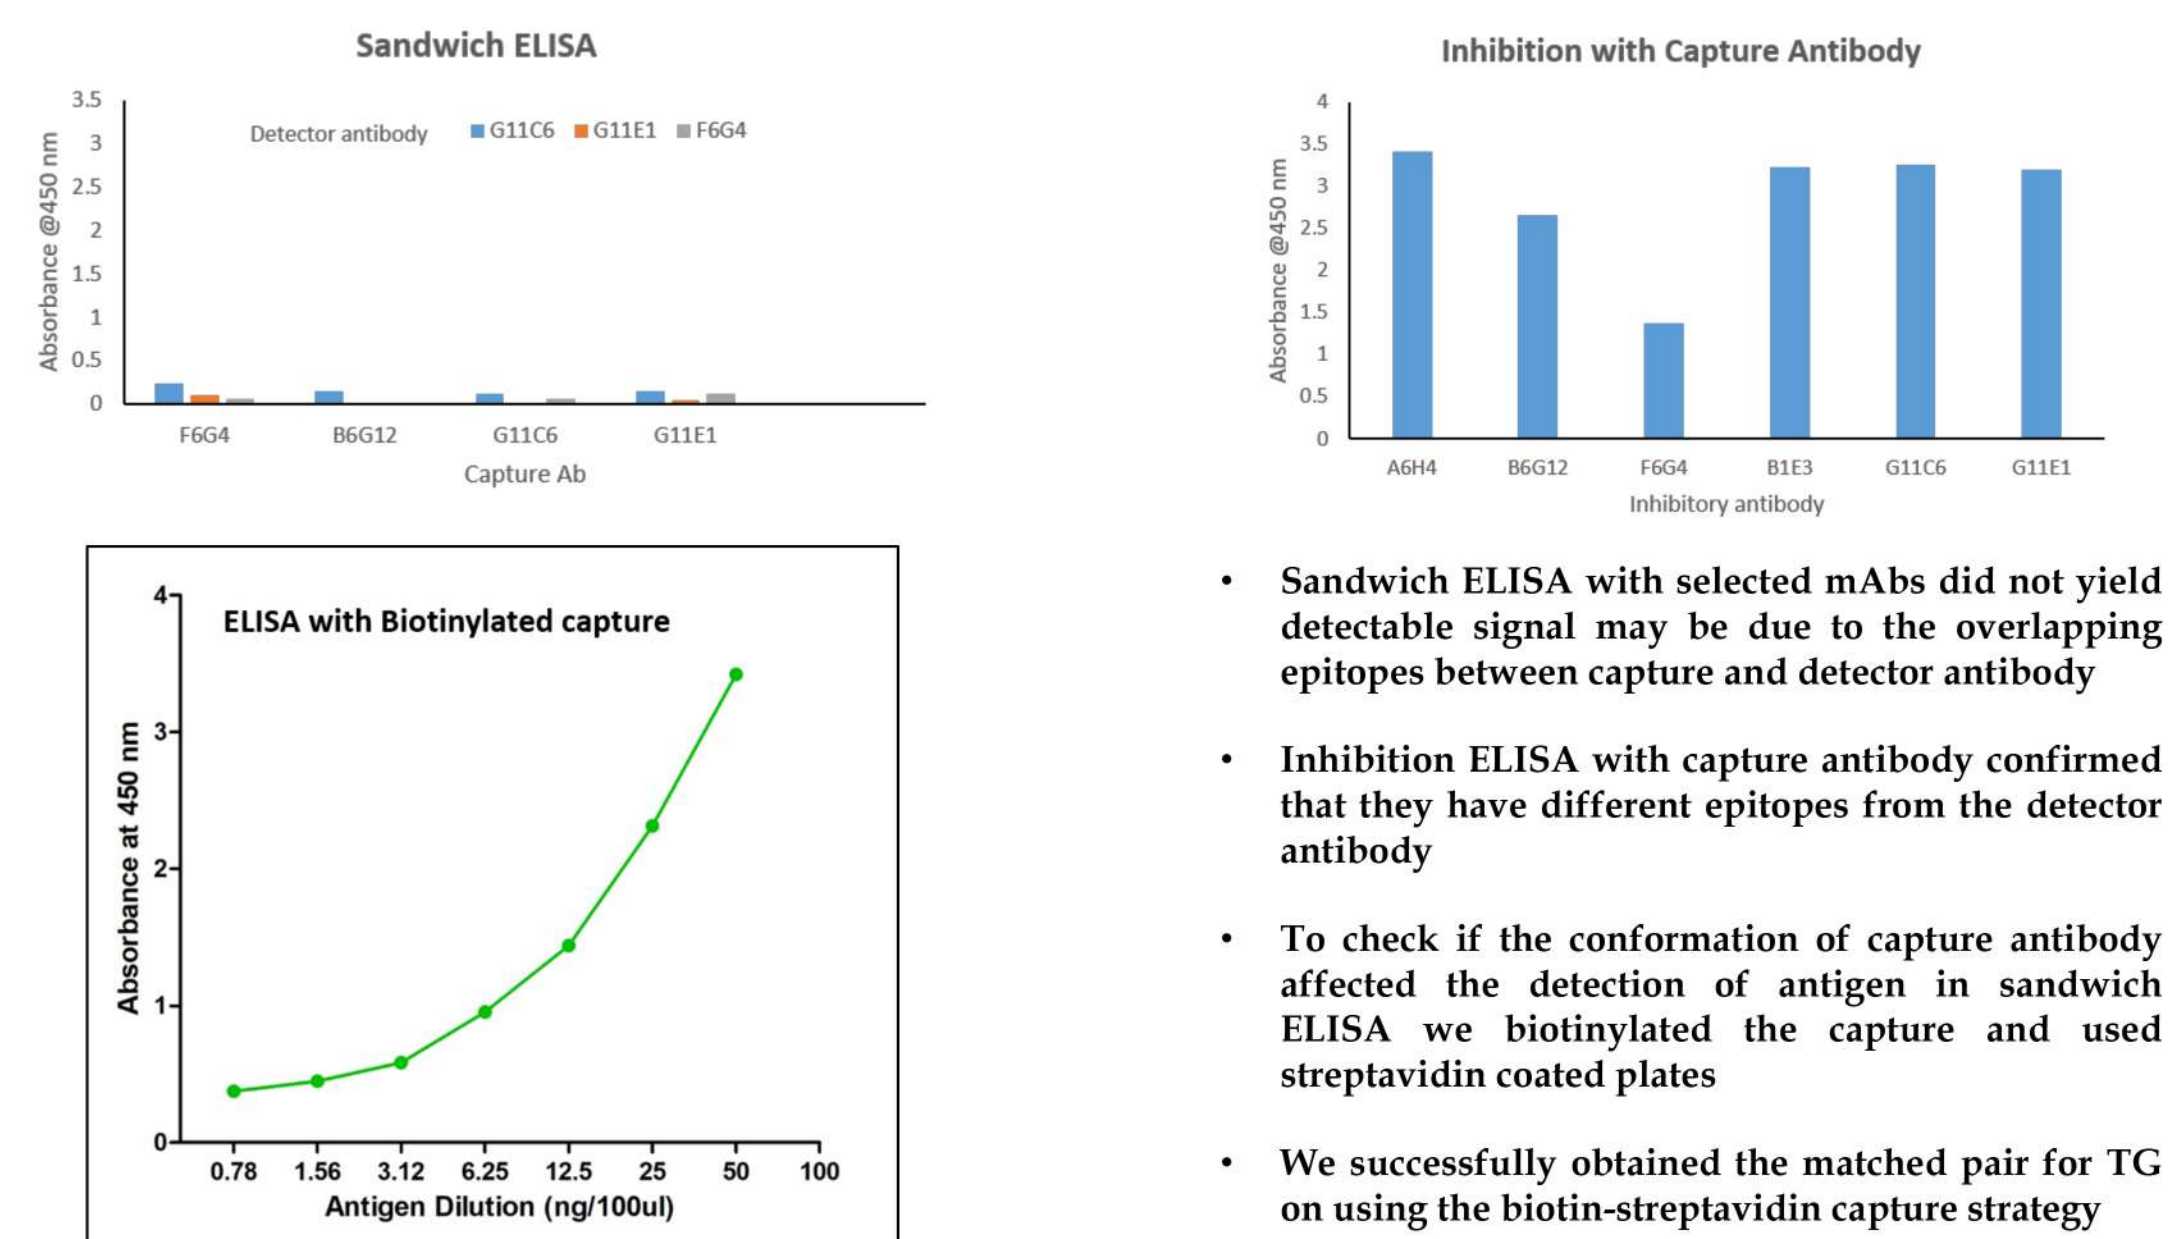 Sandwich ELISA
3.5
3
2.5
2
1.5
1
0.5
0
Absorbance @450 nm
Detector antibody G11C6 G11E1 F6G4
F6G4 B6G12 G11C6 G11E1
Capture Ab
Inhibition with Capture Antibody
4
3.5
3
2.5
2
1.5
1
0.5
0
Absorbance @450 nm
A6H4 B6G12 F6G4 B1E3 G11C6 G11E1
Inhibitory antibody
ELISA with Biotinylated capture
4
3
2
1
0
Absorbance at 450 nm
0.78 1.56 3.12 6.25 12.5 25 50 100
Antigen Dilution (ng/100ul)
• Sandwich ELISA with selected mAbs did not yield
detectable signal may be due to the overlapping
epitopes between capture and detector antibody
• Inhibition ELISA with capture antibody confirmed
that they have different epitopes from the detector
antibody
• To check if the conformation of capture antibody
affected the detection of antigen in sandwich
ELISA we biotinylated the capture and used
streptavidin coated plates
• We successfully obtained the matched pair for TG
on using the biotin-streptavidin capture strategy